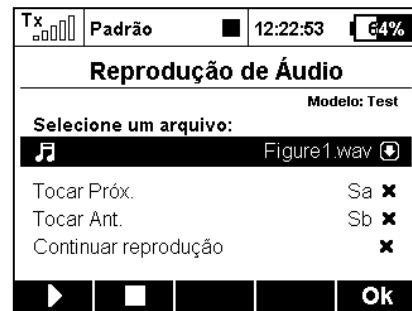 Tx Padrão 12:22:53 64%
Reprodução de Áudio
Modelo: Test
Selecione um arquivo:
Figure1.wav
Tocar Próx. Sa
Tocar Ant. Sb
Continuar reprodução
Ok